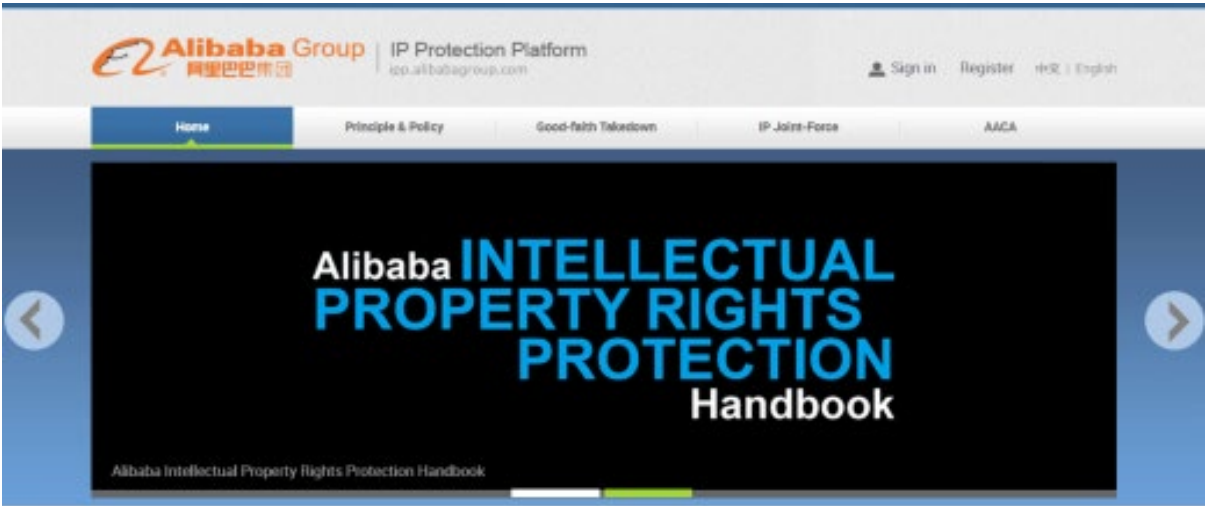 Alibaba Group
阿里巴巴集团
IP Protection Platform
ipp.alibabagroup.com
Sign in Register 中文 | English
Home Principle & Policy Good-faith Takedown IP Joint-Force AACA
Alibaba INTELLECTUAL
PROPERTY RIGHTS
PROTECTION
Handbook
Alibaba Intellectual Property Rights Protection Handbook